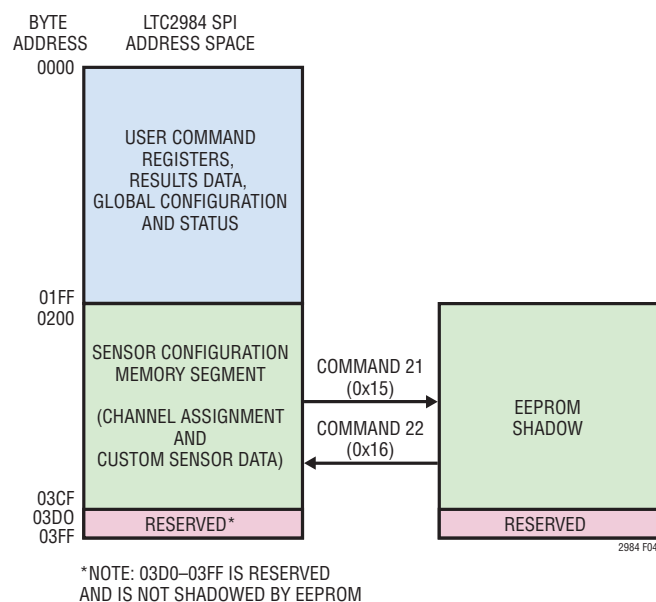 BYTE
ADDRESS
LTC2984 SPI
ADDRESS SPACE
0000
USER COMMAND
REGISTERS,
RESULTS DATA,
GLOBAL CONFIGURATION
AND STATUS
01FF
0200
SENSOR CONFIGURATION
MEMORY SEGMENT
(CHANNEL ASSIGNMENT
AND
CUSTOM SENSOR DATA)
COMMAND 21
(0x15)
COMMAND 22
(0x16)
EEPROM
SHADOW
03CF
03D0
03FF
RESERVED*
RESERVED
2984 F04
*NOTE: 03D0–03FF IS RESERVED
AND IS NOT SHADOWED BY EEPROM